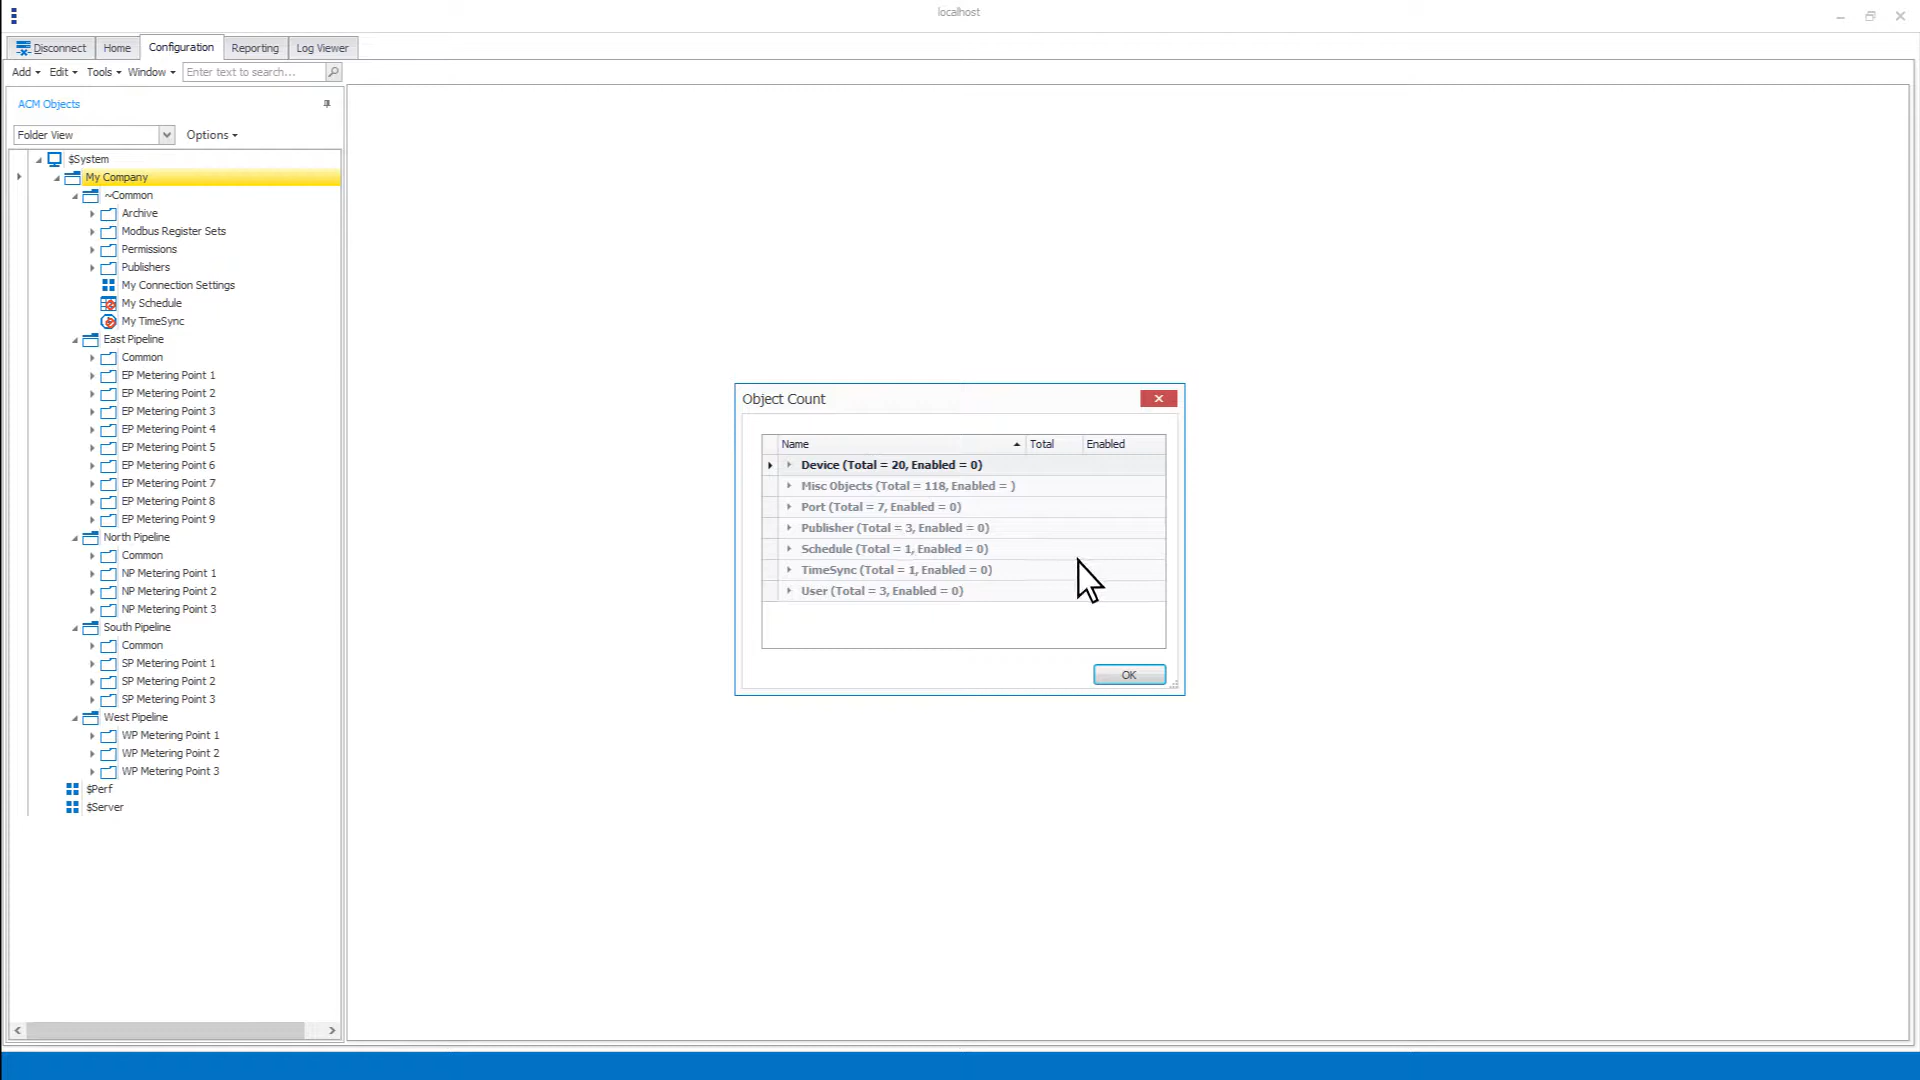 localhost
Disconnect Home Configuration Reporting Log Viewer
Add Edit Tools Window Enter text to search...
ACM Objects
Folder View Options
$System
My Company
~Common
Archive
Modbus Register Sets
Permissions
Publishers
My Connection Settings
My Schedule
My TimeSync
East Pipeline
Common
EP Metering Point 1
EP Metering Point 2
EP Metering Point 3
EP Metering Point 4
EP Metering Point 5
EP Metering Point 6
EP Metering Point 7
EP Metering Point 8
EP Metering Point 9
North Pipeline
Common
NP Metering Point 1
NP Metering Point 2
NP Metering Point 3
South Pipeline
Common
SP Metering Point 1
SP Metering Point 2
SP Metering Point 3
West Pipeline
WP Metering Point 1
WP Metering Point 2
WP Metering Point 3
$Perf
$Server
Object Count
Name Total Enabled
Device (Total = 20, Enabled = 0)
Misc Objects (Total = 118, Enabled = )
Port (Total = 7, Enabled = 0)
Publisher (Total = 3, Enabled = 0)
Schedule (Total = 1, Enabled = 0)
TimeSync (Total = 1, Enabled = 0)
User (Total = 3, Enabled = 0)
OK